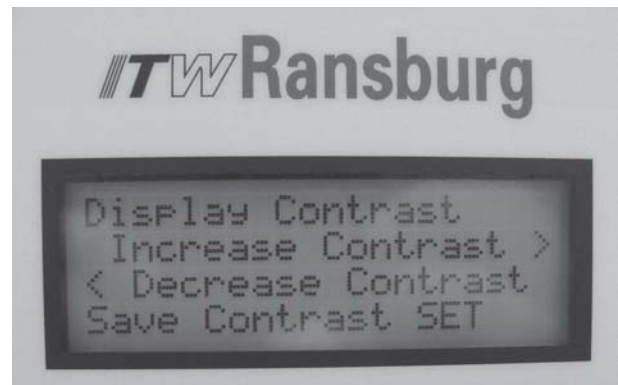 ITW Ransburg
Display Contrast
Increase Contrast >
< Decrease Contrast
Save Contrast SET